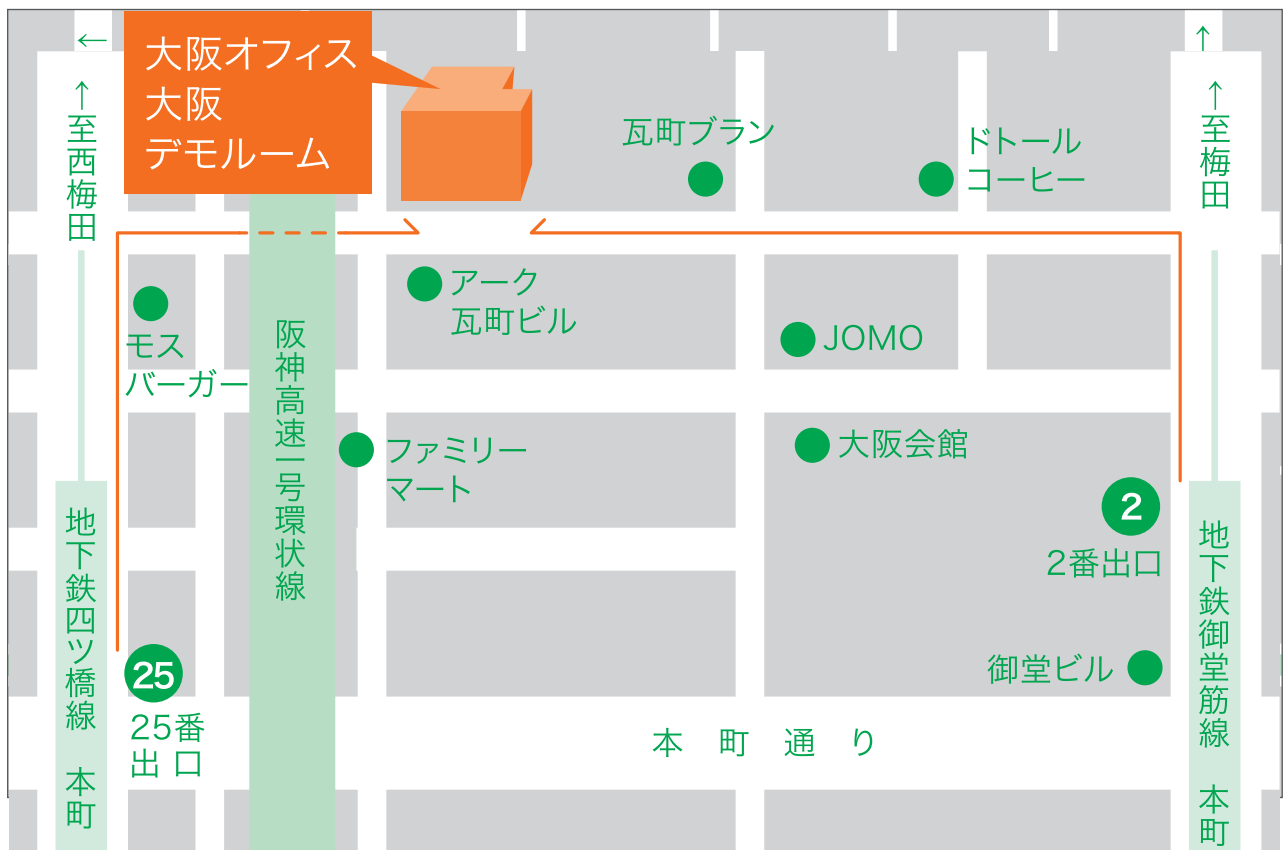 ←
大阪オフィス
大阪
デモルーム
↑
↑至西梅田
↑至梅田
瓦町ブラン
ドトール
コーヒー
アーク
瓦町ビル
モス
バーガー
JOMO
阪神高速一号環状線
ファミリー
マート
大阪会館
2
2番出口
地下鉄四ツ橋線 本町
地下鉄御堂筋線 本町
25
25番
出口
御堂ビル
本町通り